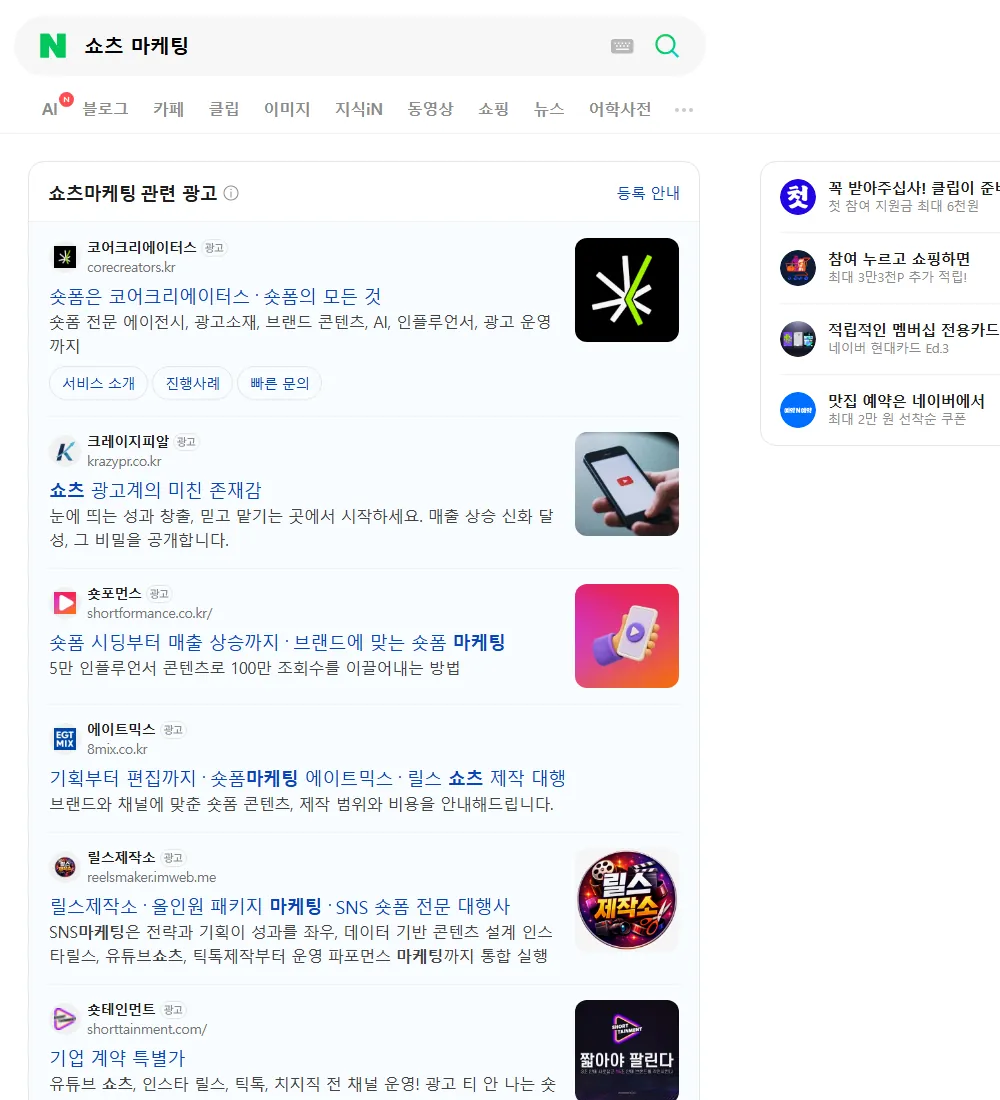 쇼츠 마케팅
AI N 블로그 카페 클립 이미지 지식iN 동영상 쇼핑 뉴스 어학사전
쇼츠마케팅 관련 광고
등록 안내
코어크리에이터스 광고
corecreators.kr
숏폼은 코어크리에이터스 · 숏폼의 모든 것
숏폼 전문 에이전시, 광고소재, 브랜드 콘텐츠, AI, 인플루언서, 광고 운영
까지
서비스 소개 진행사례 빠른 문의
크레이지피알 광고
krazypr.co.kr
쇼츠 광고계의 미친 존재감
눈에 띄는 성과 창출, 믿고 맡기는 곳에서 시작하세요. 매출 상승 신화 달
성, 그 비밀을 공개합니다.
숏포먼스 광고
shortformance.co.kr/
숏폼 시딩부터 매출 상승까지 · 브랜드에 맞는 숏폼 마케팅
5만 인플루언서 콘텐츠로 100만 조회수를 이끌어내는 방법
EGT
MIX
에이트믹스 광고
8mix.co.kr
기획부터 편집까지 · 숏폼마케팅 에이트믹스 · 릴스 쇼츠 제작 대행
브랜드와 채널에 맞춘 숏폼 콘텐츠, 제작 범위와 비용을 안내해드립니다.
릴스제작소 광고
reelsmaker.imweb.me
릴스제작소 · 올인원 패키지 마케팅 · SNS 숏폼 전문 대행사
SNS마케팅은 전략과 기획이 성과를 좌우, 데이터 기반 콘텐츠 설계 인스
타릴스, 유튜브쇼츠, 틱톡제작부터 운영 파포먼스 마케팅까지 통합 실행
릴스
제작소
숏테인먼트 광고
shorttainment.com/
기업 계약 특별가
유튜브 쇼츠, 인스타 릴스, 틱톡, 치지직 전 채널 운영! 광고 티 안 나는 숏
SHORT
TAINMENT
짧아야 팔린다
첫
꼭 받아주십사! 클립이 준비
첫 참여 지원금 최대 6천원
참여 누르고 쇼핑하면
최대 3만3천P 추가 적립!
적립적인 멤버십 전용카드
네이버 현대카드 Ed.3
맛집 예약은 네이버에서
최대 2만 원 선착순 쿠폰